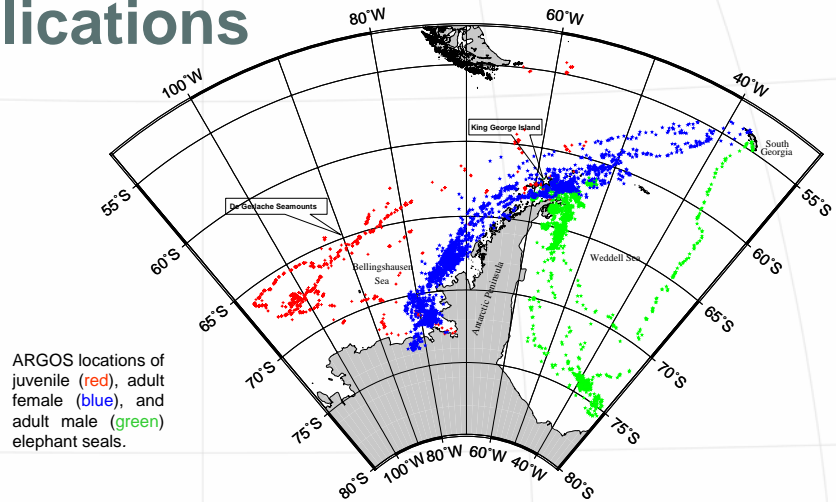 lications
80°W
60°W
100°W
40°W
King George Island
South
Georgia
55°S
55°S
De Gerlache Seamounts
60°S
60°S
Weddell Sea
Bellingshausen
Sea
Antarctic Peninsula
65°S
65°S
ARGOS locations of
juvenile (red), adult
female (blue), and
adult male (green)
elephant seals.
70°S
70°S
75°S
75°S
80°S
100°W 80°W 60°W 40°W
80°S